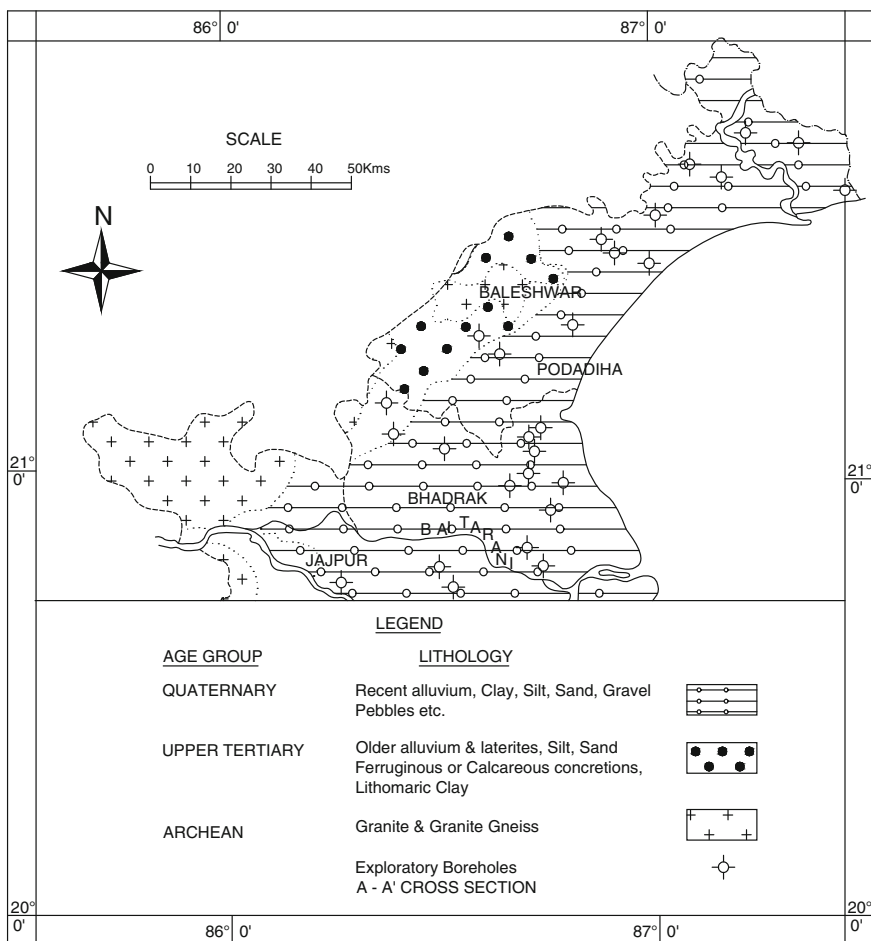 86° 0'
87° 0'
SCALE
0 10 20 30 40 50Kms
N
BALESHWAR
PODADIHA
21° 0'
21° 0'
BHADRAK
BAITARANI
JAJPUR
LEGEND
AGE GROUP LITHOLOGY
QUATERNARY Recent alluvium, Clay, Silt, Sand, Gravel
Pebbles etc.
UPPER TERTIARY Older alluvium & laterites, Silt, Sand
Ferruginous or Calcareous concretions,
Lithomaric Clay
ARCHEAN Granite & Granite Gneiss
Exploratory Boreholes
A - A' CROSS SECTION
20° 0'
20° 0'
86° 0'
87° 0'